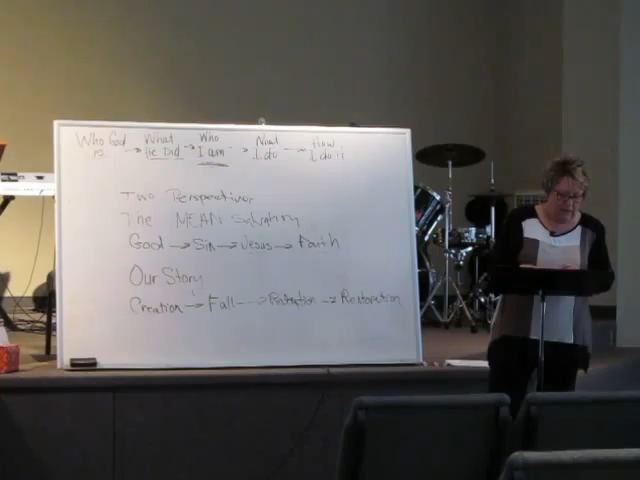 Who God What Who What How
is → He Did → I am → I do → I do it
Two Perspectives
The MEAN Salvation
God → Sin → Jesus → Faith
Our Story
Creation → Fall → → Restoration